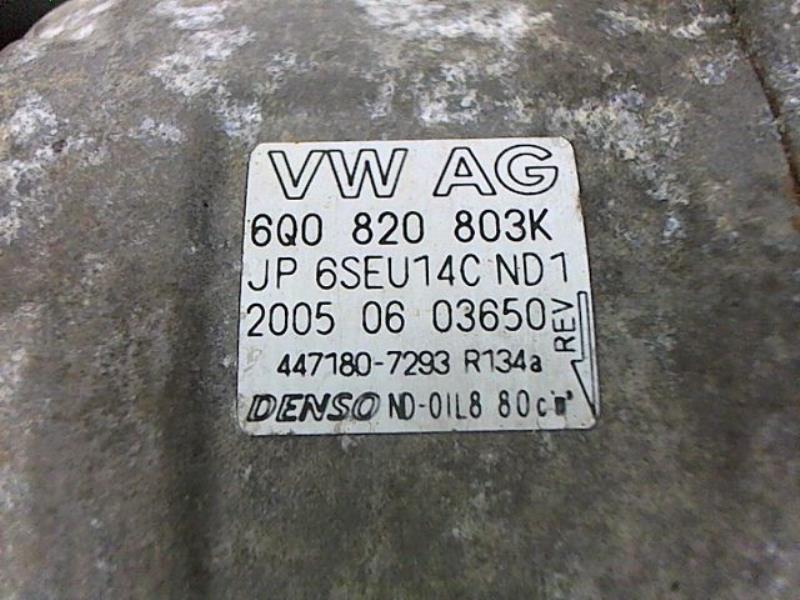 VW AG
6Q0 820 803K
JP 6SEU14C ND1
2005 06 03650
REV
447180-7293 R134a
DENSO ND-OIL8 80cm³